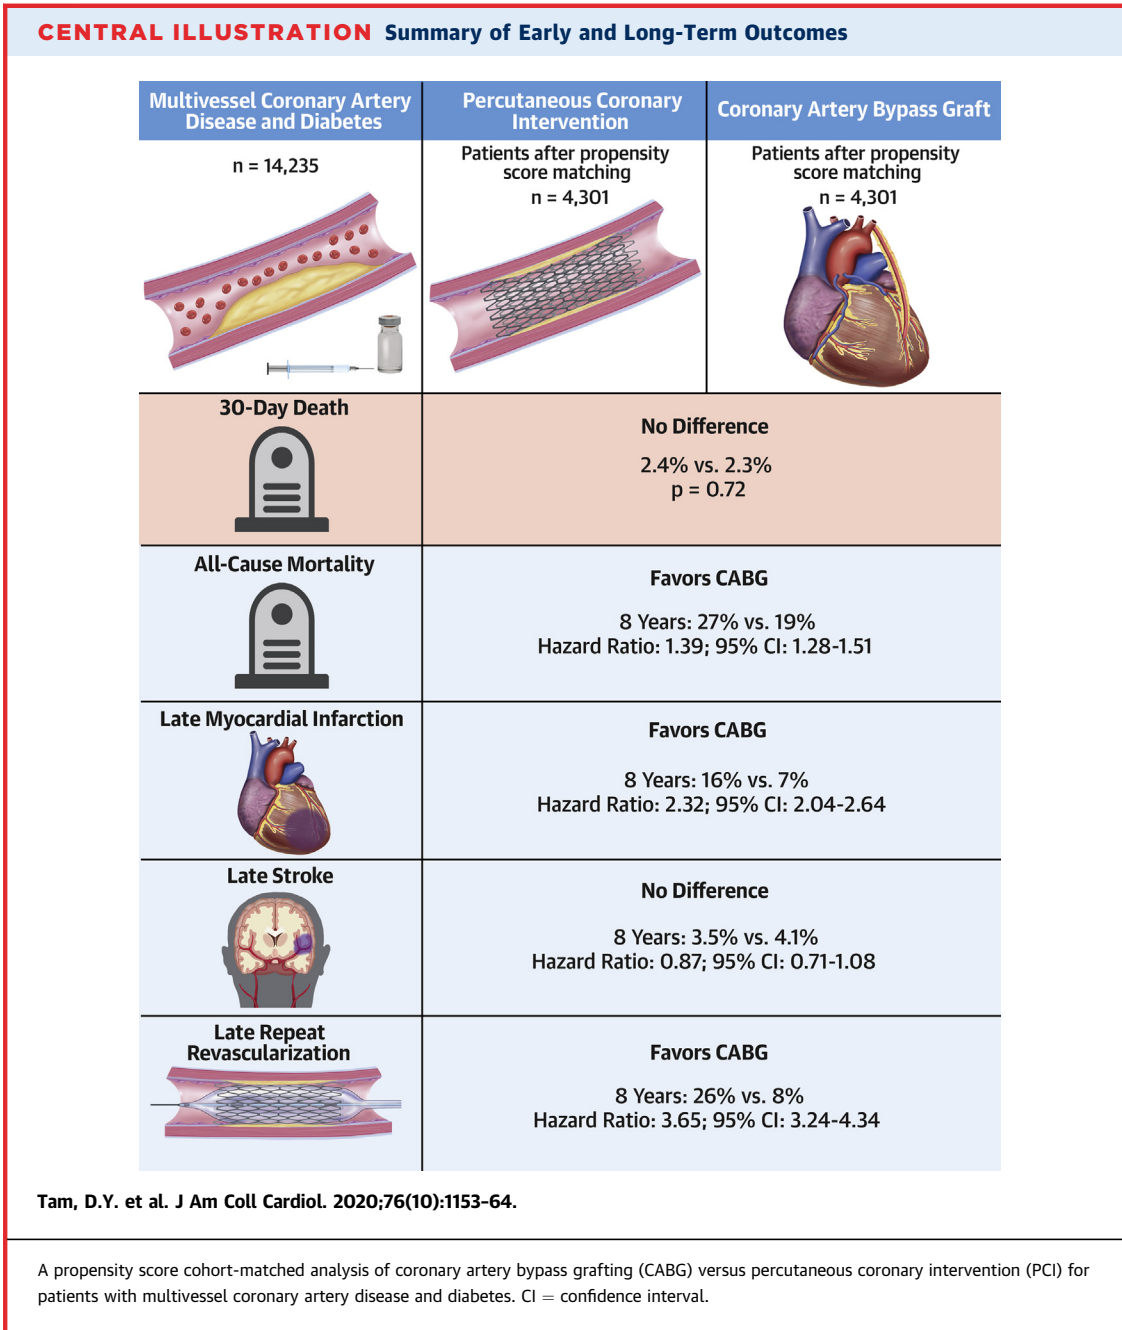 CENTRAL ILLUSTRATION Summary of Early and Long-Term Outcomes
Multivessel Coronary Artery
Disease and Diabetes
Percutaneous Coronary
Intervention
Coronary Artery Bypass Graft
n = 14,235
Patients after propensity
score matching
n = 4,301
Patients after propensity
score matching
n = 4,301
30-Day Death
No Difference
2.4% vs. 2.3%
p = 0.72
All-Cause Mortality
Favors CABG
8 Years: 27% vs. 19%
Hazard Ratio: 1.39; 95% CI: 1.28-1.51
Late Myocardial Infarction
Favors CABG
8 Years: 16% vs. 7%
Hazard Ratio: 2.32; 95% CI: 2.04-2.64
Late Stroke
No Difference
8 Years: 3.5% vs. 4.1%
Hazard Ratio: 0.87; 95% CI: 0.71-1.08
Late Repeat
Revascularization
Favors CABG
8 Years: 26% vs. 8%
Hazard Ratio: 3.65; 95% CI: 3.24-4.34
Tam, D.Y. et al. J Am Coll Cardiol. 2020;76(10):1153–64.
A propensity score cohort-matched analysis of coronary artery bypass grafting (CABG) versus percutaneous coronary intervention (PCI) for
patients with multivessel coronary artery disease and diabetes. CI = confidence interval.